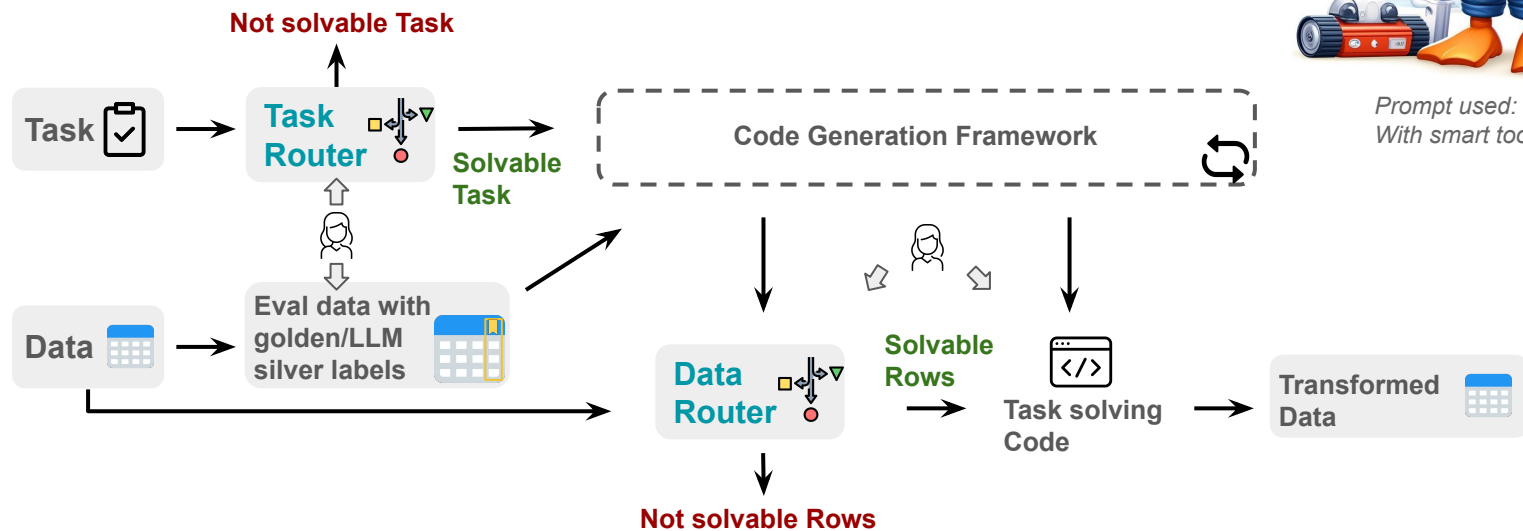 Not solvable Task
Task
Task
Router
Solvable
Task
Code Generation Framework
Prompt used:
With smart too
Data
Eval data with
golden/LLM
silver labels
Data
Router
Solvable
Rows
</>
Task solving
Code
Transformed
Data
Not solvable Rows